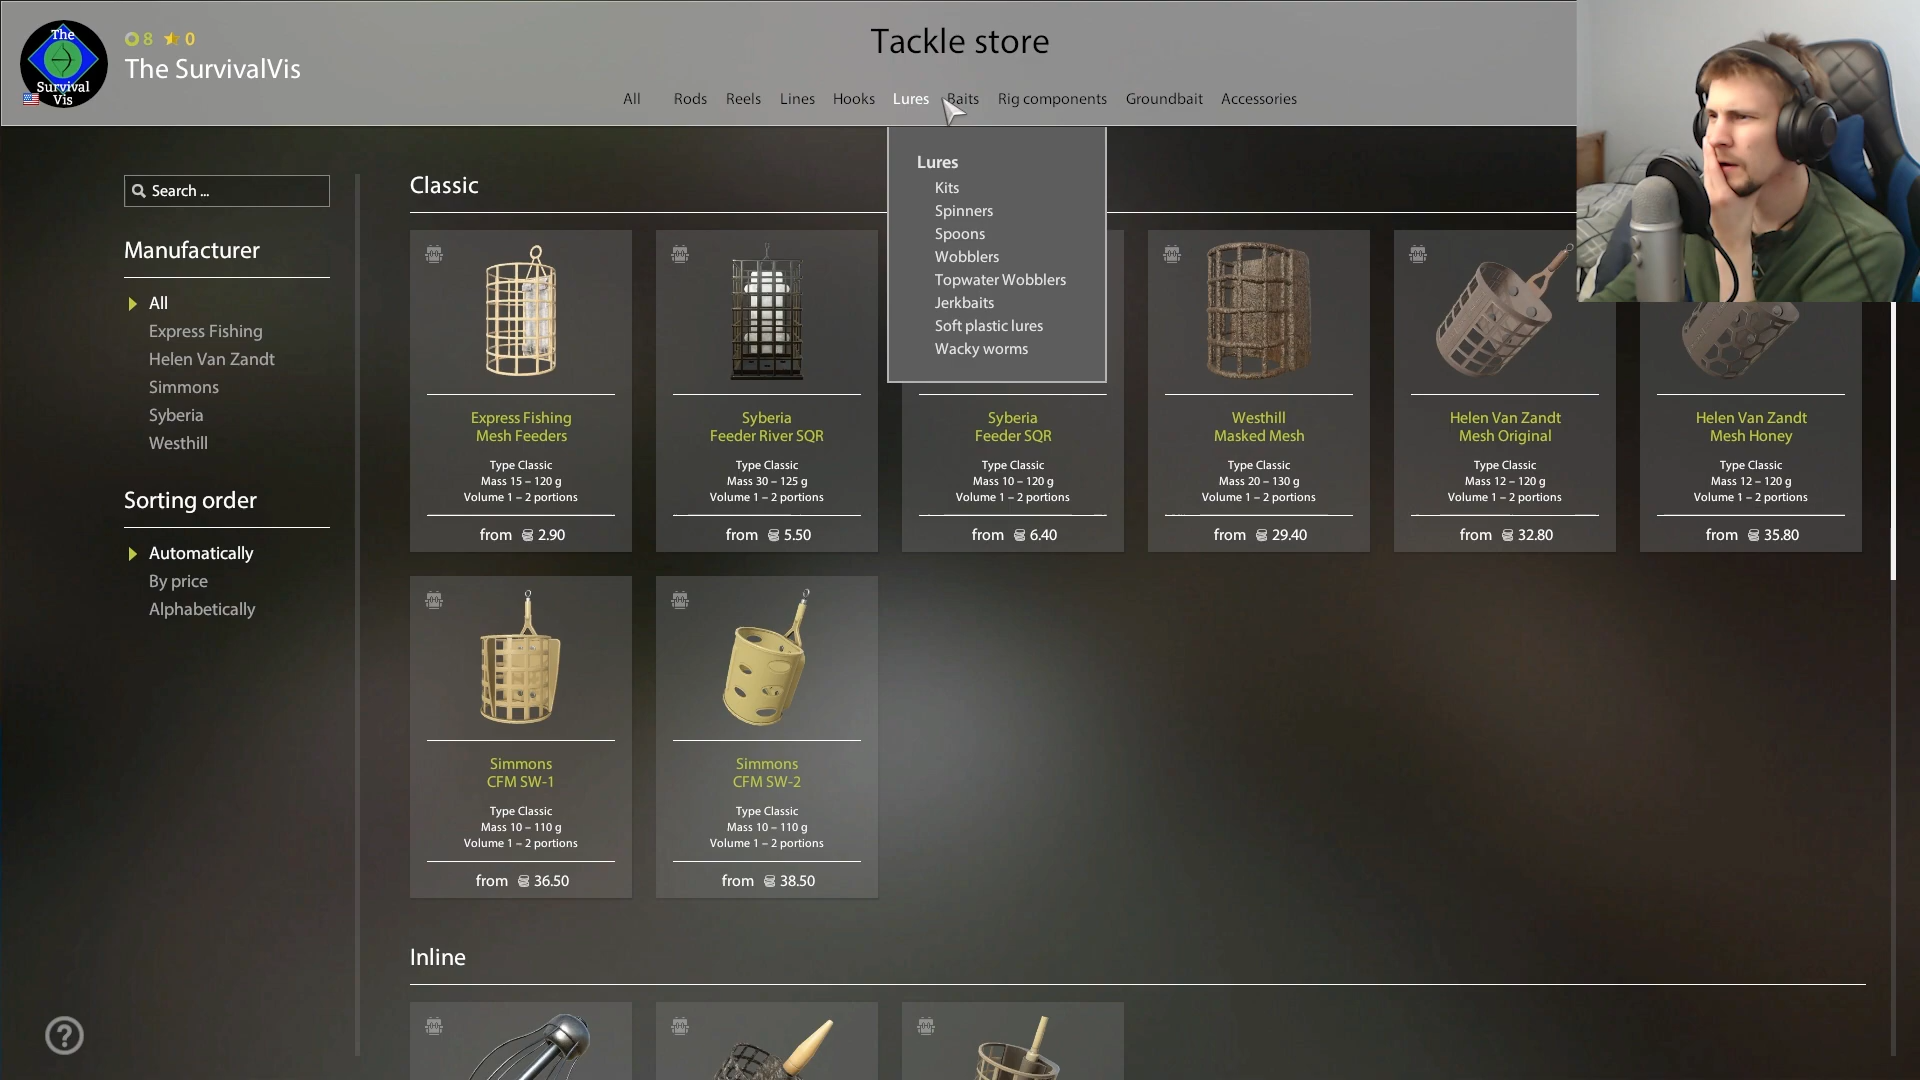 The
Survival
Vis
8 0
The SurvivalVis
Tackle store
All Rods Reels Lines Hooks Lures Baits Rig components Groundbait Accessories
Search ...
Manufacturer
All
Express Fishing
Helen Van Zandt
Simmons
Syberia
Westhill
Sorting order
Automatically
By price
Alphabetically
Lures
Kits
Spinners
Spoons
Wobblers
Topwater Wobblers
Jerkbaits
Soft plastic lures
Wacky worms
Classic
Express Fishing
Mesh Feeders
Type Classic
Mass 15 – 120 g
Volume 1 – 2 portions
from 2.90
Syberia
Feeder River SQR
Type Classic
Mass 30 – 125 g
Volume 1 – 2 portions
from 5.50
Syberia
Feeder SQR
Type Classic
Mass 10 – 120 g
Volume 1 – 2 portions
from 6.40
Westhill
Masked Mesh
Type Classic
Mass 20 – 130 g
Volume 1 – 2 portions
from 29.40
Helen Van Zandt
Mesh Original
Type Classic
Mass 12 – 120 g
Volume 1 – 2 portions
from 32.80
Helen Van Zandt
Mesh Honey
Type Classic
Mass 12 – 120 g
Volume 1 – 2 portions
from 35.80
Simmons
CFM SW-1
Type Classic
Mass 10 – 110 g
Volume 1 – 2 portions
from 36.50
Simmons
CFM SW-2
Type Classic
Mass 10 – 110 g
Volume 1 – 2 portions
from 38.50
Inline
?